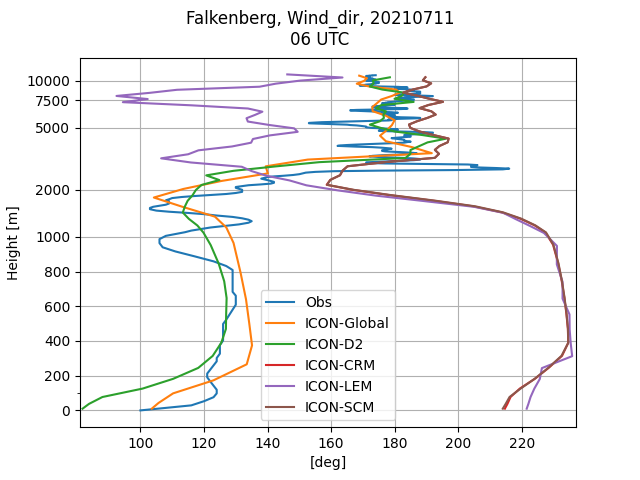 Falkenberg, Wind_dir, 20210711
06 UTC
10000
7500
5000
2000
1000
800
600
400
200
0
Height [m]
Obs
ICON-Global
ICON-D2
ICON-CRM
ICON-LEM
ICON-SCM
100 120 140 160 180 200 220
[deg]